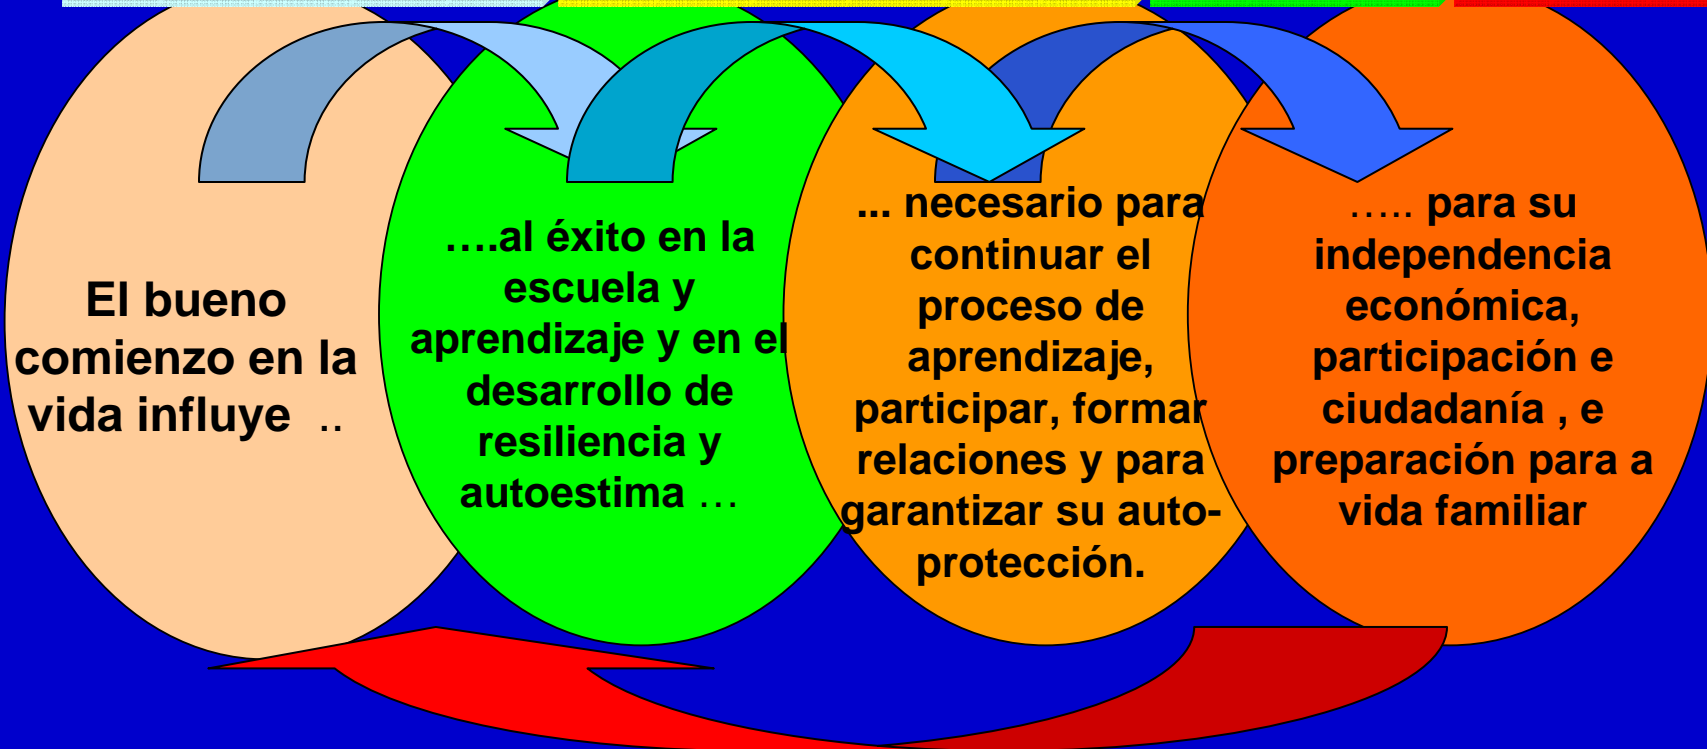 El bueno
comienzo en la
vida influye ..
....al éxito en la
escuela y
aprendizaje y en el
desarrollo de
resiliencia y
autoestima ...
... necesario para
continuar el
proceso de
aprendizaje,
participar, formar
relaciones y para
garantizar su auto-
protección.
..... para su
independencia
económica,
participación e
ciudadanía , e
preparación para a
vida familiar